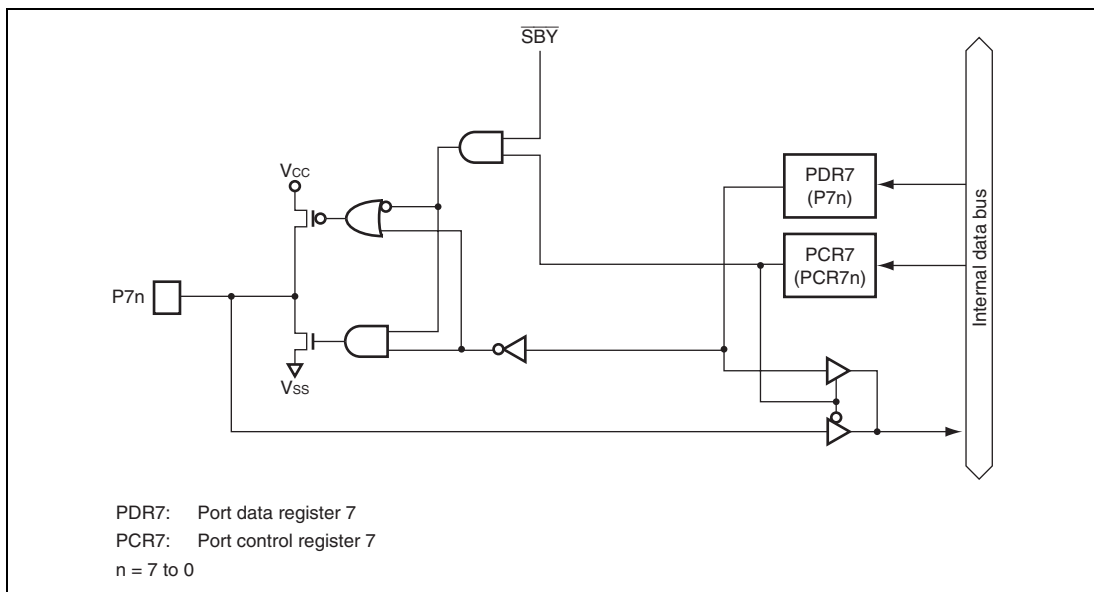 SBY
VCC
PDR7
(P7n)
PCR7
(PCR7n)
Internal data bus
P7n
VSS
PDR7: Port data register 7
PCR7: Port control register 7
n = 7 to 0